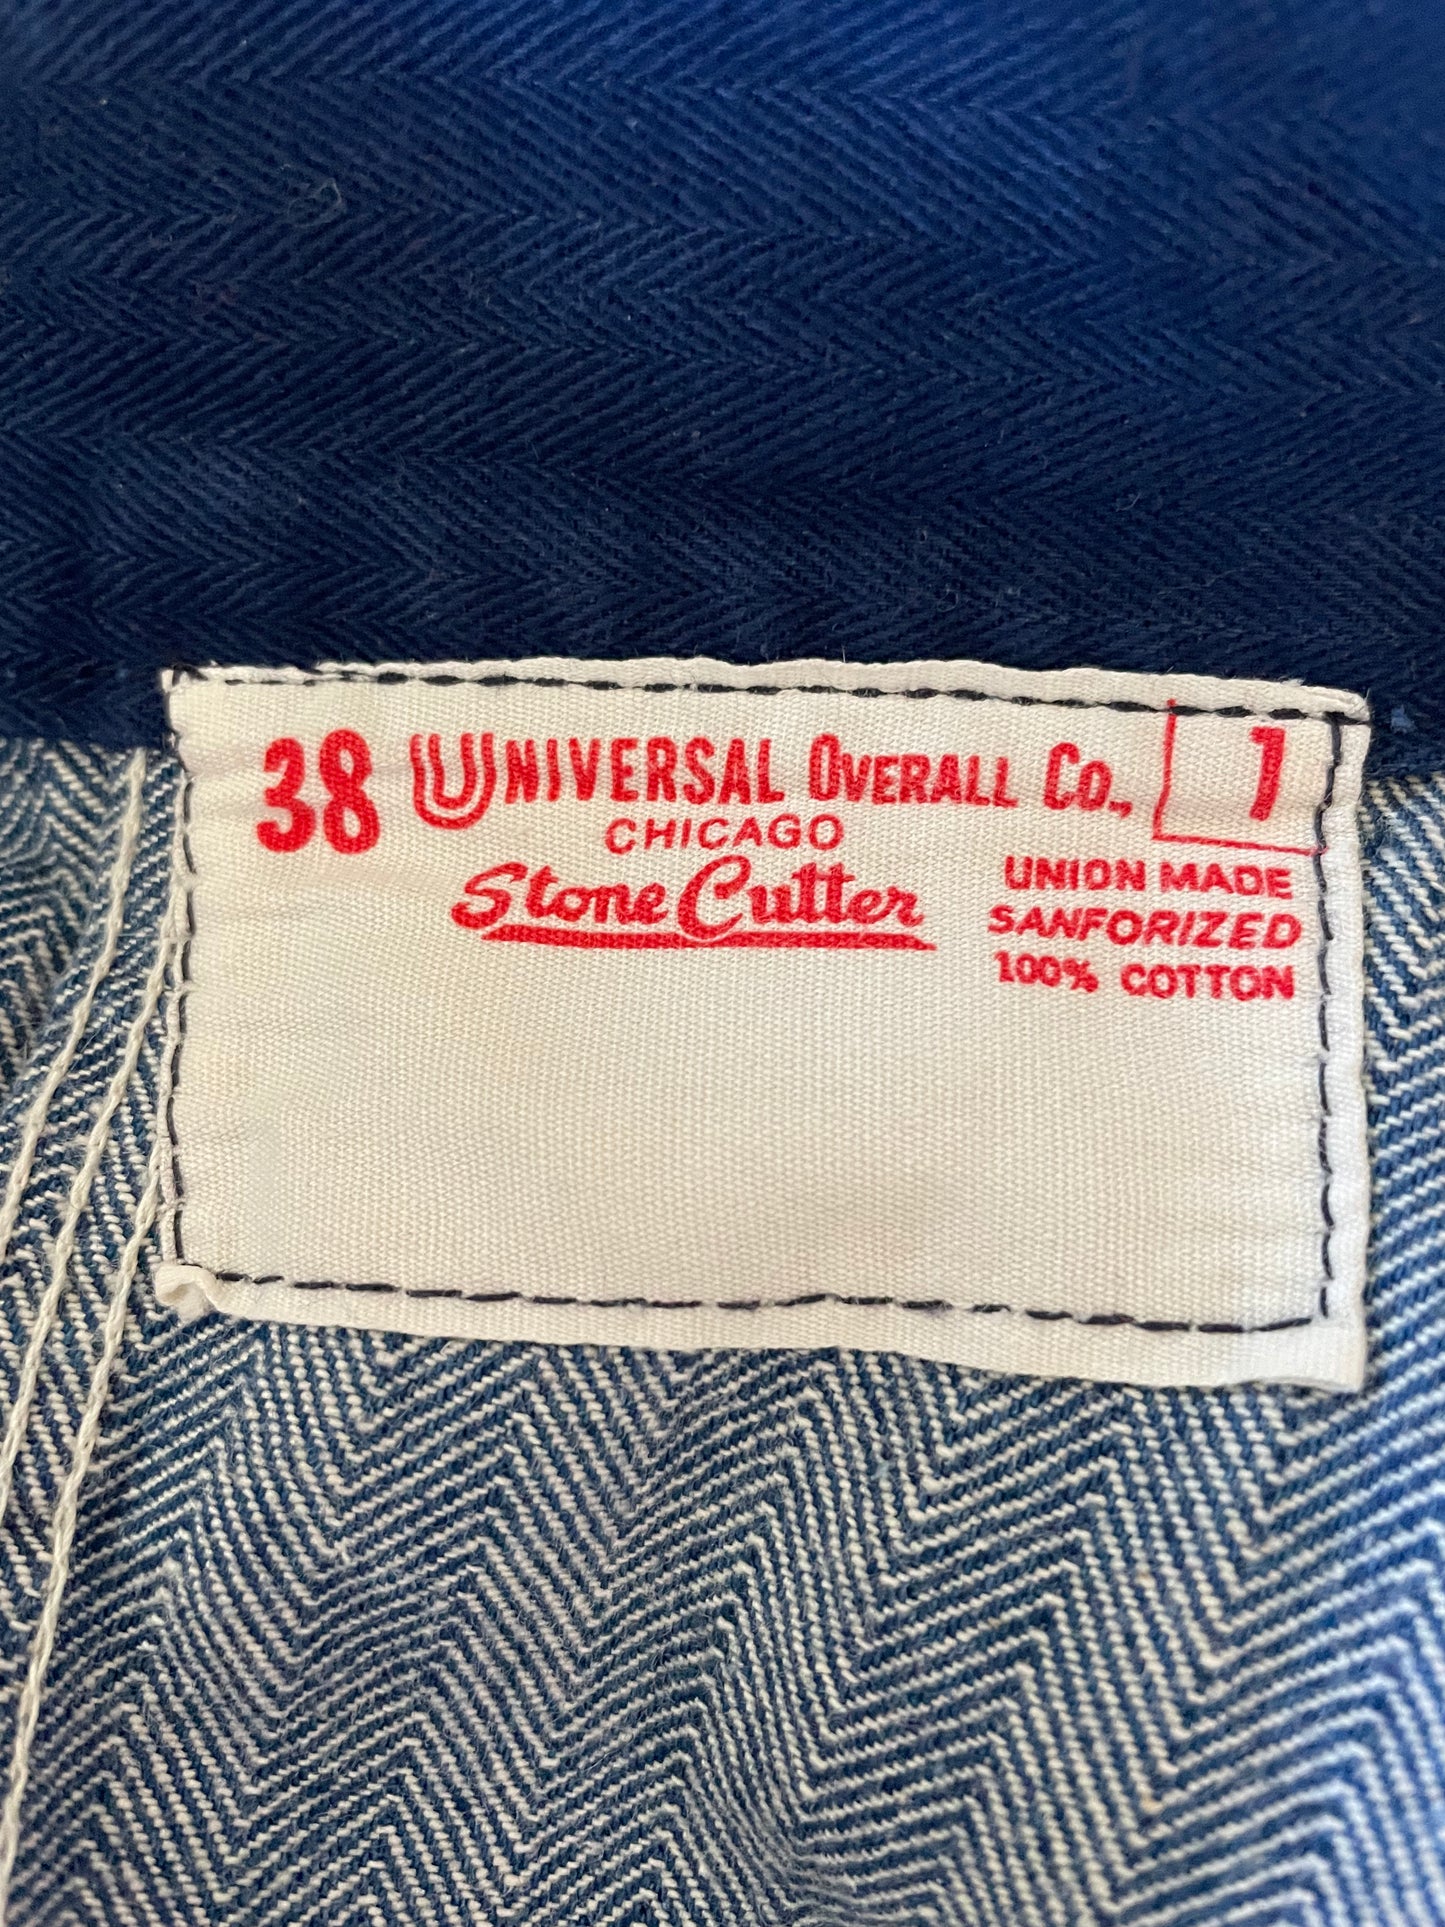 38 UNIVERSAL OVERALL CO., 1
CHICAGO
Stone Cutter
UNION MADE
SANFORIZED
100% COTTON